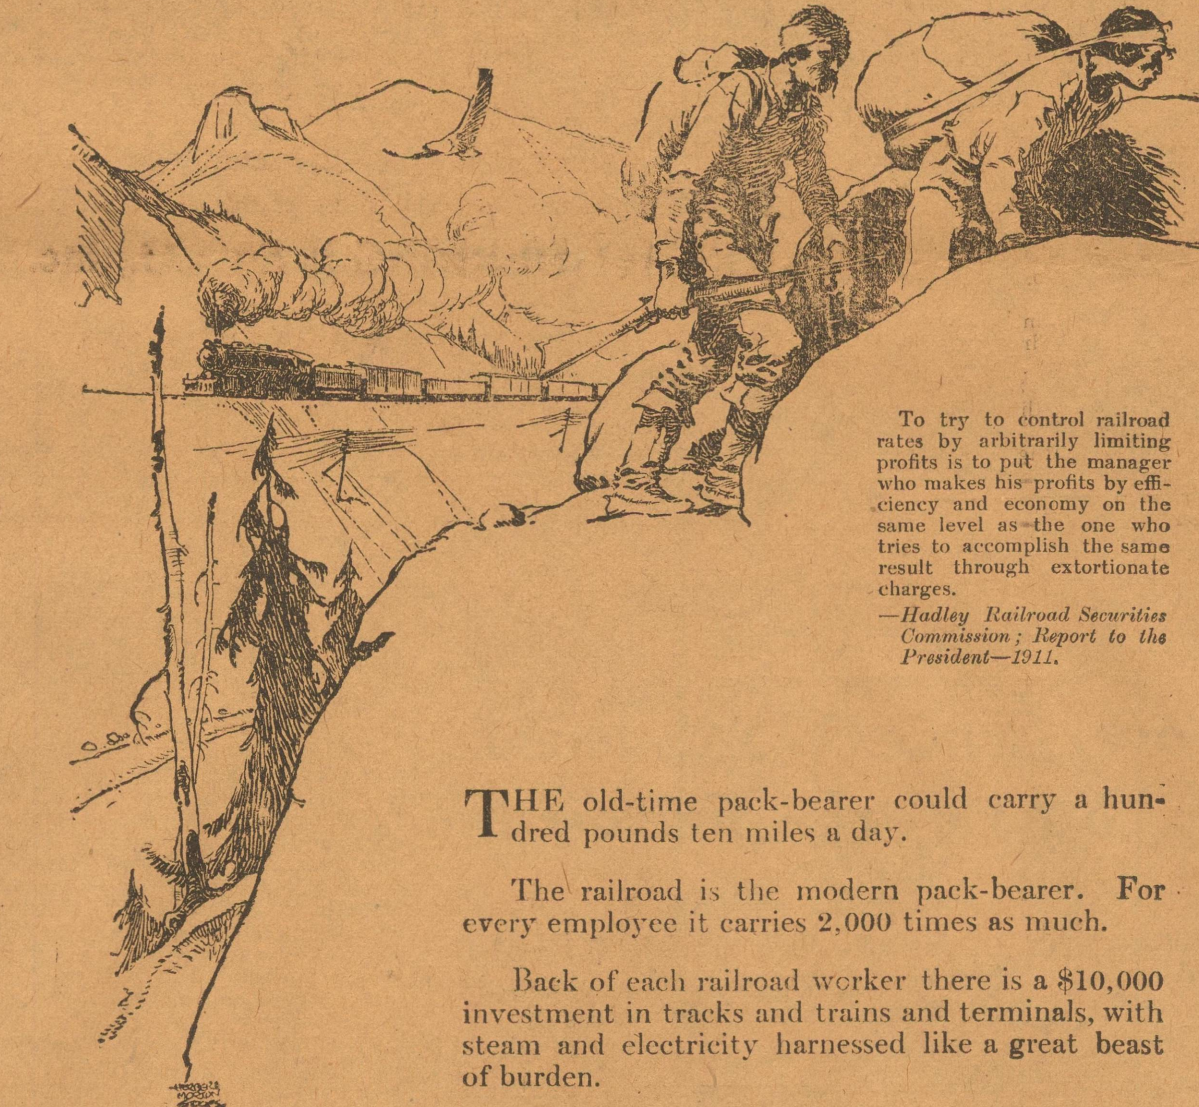 To try to control railroad
rates by arbitrarily limiting
profits is to put the manager
who makes his profits by effi-
ciency and economy on the
same level as the one who
tries to accomplish the same
result through extortionate
charges.
—Hadley Railroad Securities
Commission; Report to the
President—1911.
THE old-time pack-bearer could carry a hun-
dred pounds ten miles a day.
The railroad is the modern pack-bearer. For
every employee it carries 2,000 times as much.
Back of each railroad worker there is a $10,000
investment in tracks and trains and terminals, with
steam and electricity harnessed like a great beast
of burden.